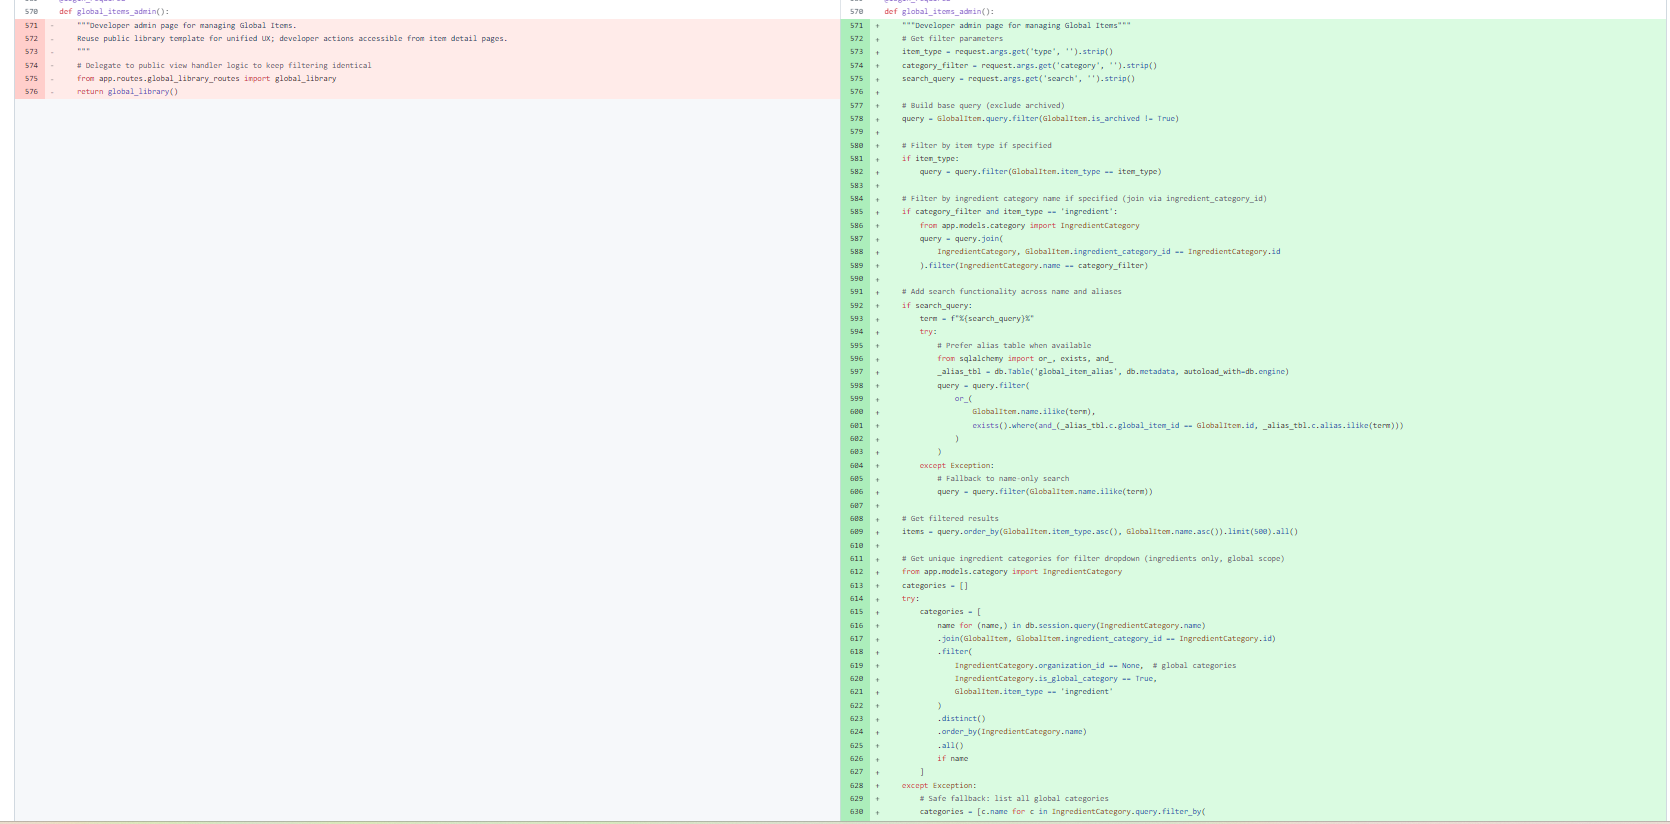 570 def global_items_admin():
571 - """Developer admin page for managing Global Items.
572 - Reuse public library template for unified UX; developer actions accessible from item detail pages.
573 - """
574 - # Delegate to public view handler logic to keep filtering identical
575 - from app.routes.global_library_routes import global_library
576 - return global_library()
570 def global_items_admin():
571 + """Developer admin page for managing Global Items"""
572 + # Get filter parameters
573 + item_type = request.args.get('type', '').strip()
574 + category_filter = request.args.get('category', '').strip()
575 + search_query = request.args.get('search', '').strip()
576 +
577 + # Build base query (exclude archived)
578 + query = GlobalItem.query.filter(GlobalItem.is_archived != True)
579 +
580 + # Filter by item type if specified
581 + if item_type:
582 + query = query.filter(GlobalItem.item_type == item_type)
583 +
584 + # Filter by ingredient category name if specified (join via ingredient_category_id)
585 + if category_filter and item_type == 'ingredient':
586 + from app.models.category import IngredientCategory
587 + query = query.join(
588 + IngredientCategory, GlobalItem.ingredient_category_id == IngredientCategory.id
589 + ).filter(IngredientCategory.name == category_filter)
590 +
591 + # Add search functionality across name and aliases
592 + if search_query:
593 + term = f"%{search_query}%"
594 + try:
595 + # Prefer alias table when available
596 + from sqlalchemy import or_, exists, and_
597 + _alias_tbl = db.Table('global_item_alias', db.metadata, autoload_with=db.engine)
598 + query = query.filter(
599 + or_(
600 + GlobalItem.name.ilike(term),
601 + exists().where(and_(_alias_tbl.c.global_item_id == GlobalItem.id, _alias_tbl.c.alias.ilike(term)))
602 + )
603 + )
604 + except Exception:
605 + # Fallback to name-only search
606 + query = query.filter(GlobalItem.name.ilike(term))
607 +
608 + # Get filtered results
609 + items = query.order_by(GlobalItem.item_type.asc(), GlobalItem.name.asc()).limit(500).all()
610 +
611 + # Get unique ingredient categories for filter dropdown (ingredients only, global scope)
612 + from app.models.category import IngredientCategory
613 + categories = []
614 + try:
615 + categories = [
616 + name for (name,) in db.session.query(IngredientCategory.name)
617 + .join(GlobalItem, GlobalItem.ingredient_category_id == IngredientCategory.id)
618 + .filter(
619 + IngredientCategory.organization_id == None, # global categories
620 + IngredientCategory.is_global_category == True,
621 + GlobalItem.item_type == 'ingredient'
622 + )
623 + .distinct()
624 + .order_by(IngredientCategory.name)
625 + .all()
626 + if name
627 + ]
628 + except Exception:
629 + # Safe fallback: list all global categories
630 + categories = [c.name for c in IngredientCategory.query.filter_by(